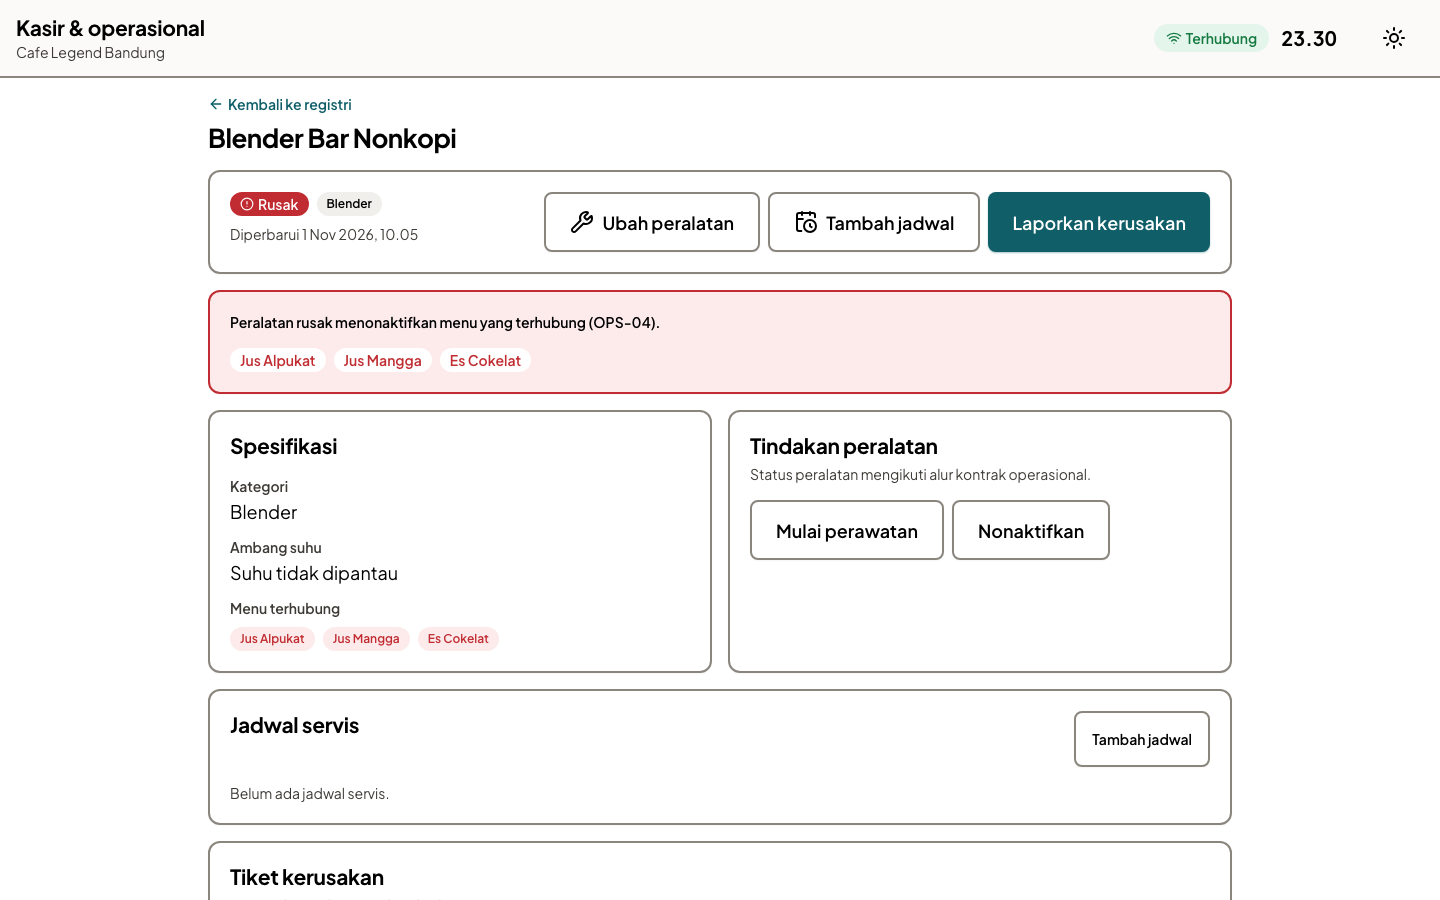 Kasir & operasional
Cafe Legend Bandung
Terhubung
23.30
Kembali ke registri
Blender Bar Nonkopi
Rusak
Blender
Diperbarui 1 Nov 2026, 10.05
Ubah peralatan
Tambah jadwal
Laporkan kerusakan
Peralatan rusak menonaktifkan menu yang terhubung (OPS-04).
Jus Alpukat
Jus Mangga
Es Cokelat
Spesifikasi
Kategori
Blender
Ambang suhu
Suhu tidak dipantau
Menu terhubung
Jus Alpukat
Jus Mangga
Es Cokelat
Tindakan peralatan
Status peralatan mengikuti alur kontrak operasional.
Mulai perawatan
Nonaktifkan
Jadwal servis
Tambah jadwal
Belum ada jadwal servis.
Tiket kerusakan